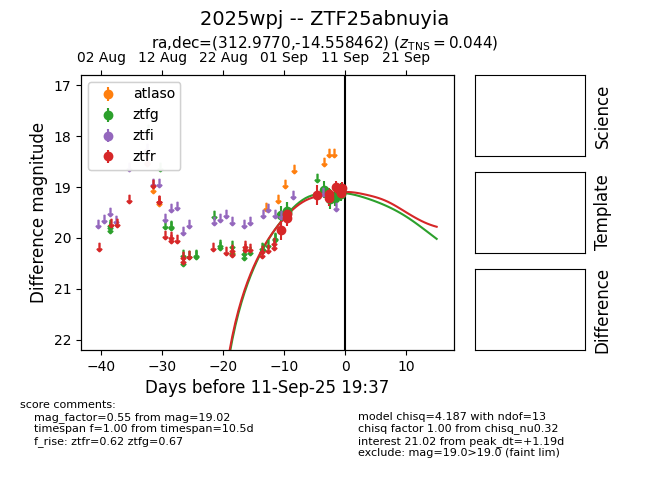 2025wpj -- ZTF25abnuyia
ra,dec=(312.9770,-14.558462) (z_TNS = 0.044)
02 Aug 12 Aug 22 Aug 01 Sep 11 Sep 21 Sep
atlaso
ztfg
ztfi
ztfr
17
18
19
20
21
22
Difference magnitude
−40 −30 −20 −10 0 10
Days before 11-Sep-25 19:37
Science
Template
Difference
score comments:
mag_factor=0.55 from mag=19.02
timespan f=1.00 from timespan=10.5d
f_rise: ztfr=0.62 ztfg=0.67
model chisq=4.187 with ndof=13
chisq factor 1.00 from chisq_nu0.32
interest 21.02 from peak_dt=+1.19d
exclude: mag=19.0>19.0 (faint lim)